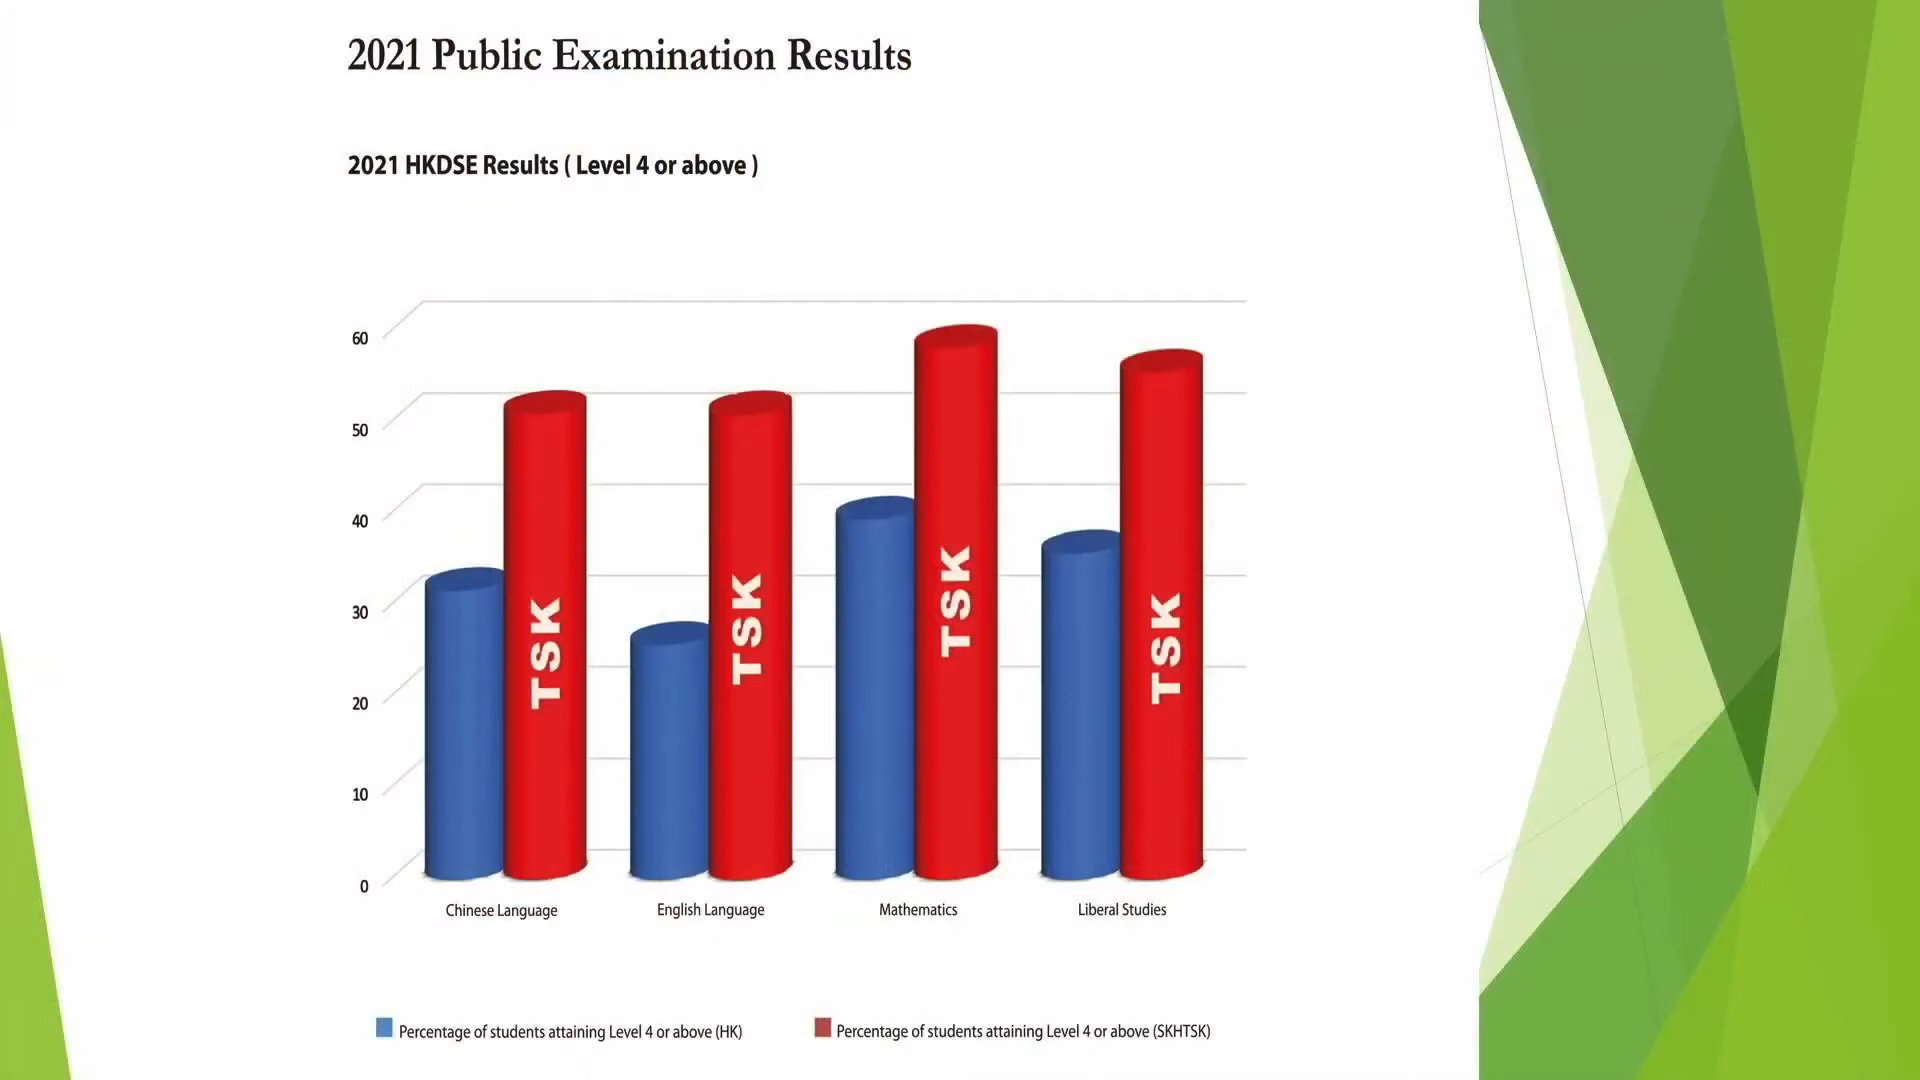 2021 Public Examination Results
2021 HKDSE Results ( Level 4 or above )
60
50
40
30
20
10
0
TSK
TSK
TSK
TSK
Chinese Language
English Language
Mathematics
Liberal Studies
Percentage of students attaining Level 4 or above (HK)
Percentage of students attaining Level 4 or above (SKHTSK)